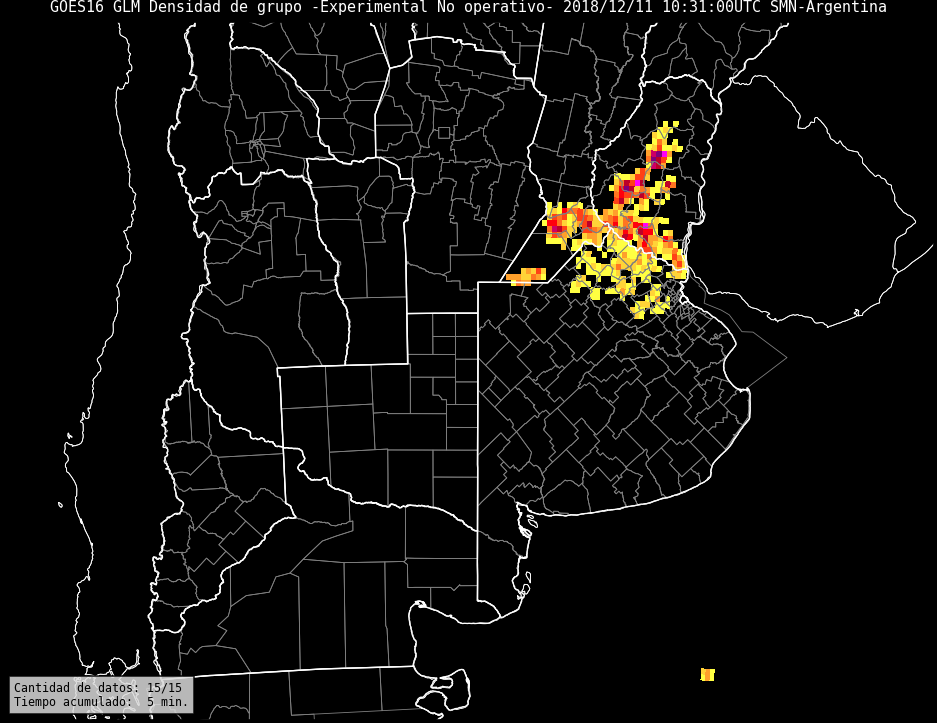 GOES16 GLM Densidad de grupo -Experimental No operativo- 2018/12/11 10:31:00UTC SMN-Argentina
Cantidad de datos: 15/15
Tiempo acumulado:  5 min.